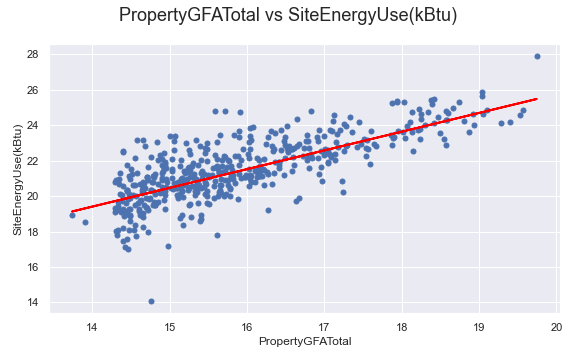 PropertyGFATotal vs SiteEnergyUse(kBtu)
28
26
24
22
20
18
16
14
SiteEnergyUse(kBtu)
14 15 16 17 18 19 20
PropertyGFATotal